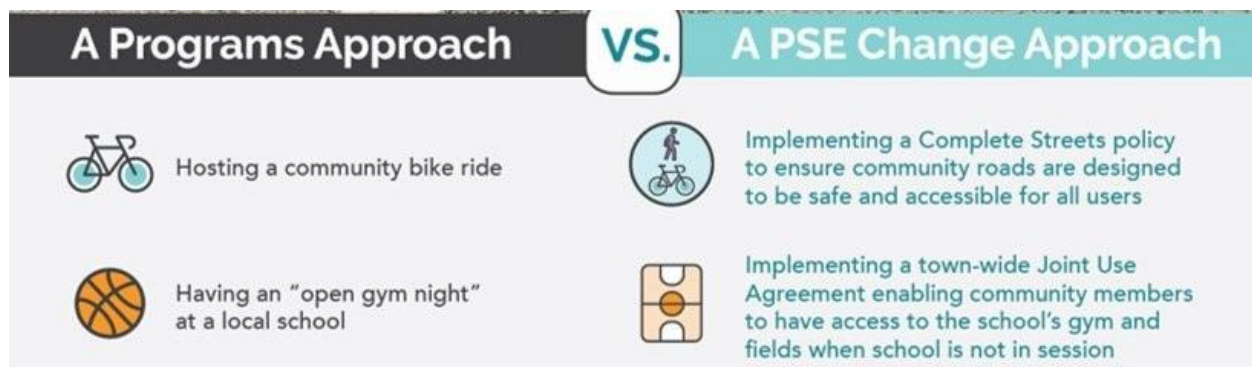 A Programs Approach
VS.
A PSE Change Approach
Hosting a community bike ride
Implementing a Complete Streets policy
to ensure community roads are designed
to be safe and accessible for all users
Having an “open gym night”
at a local school
Implementing a town-wide Joint Use
Agreement enabling community members
to have access to the school’s gym and
fields when school is not in session